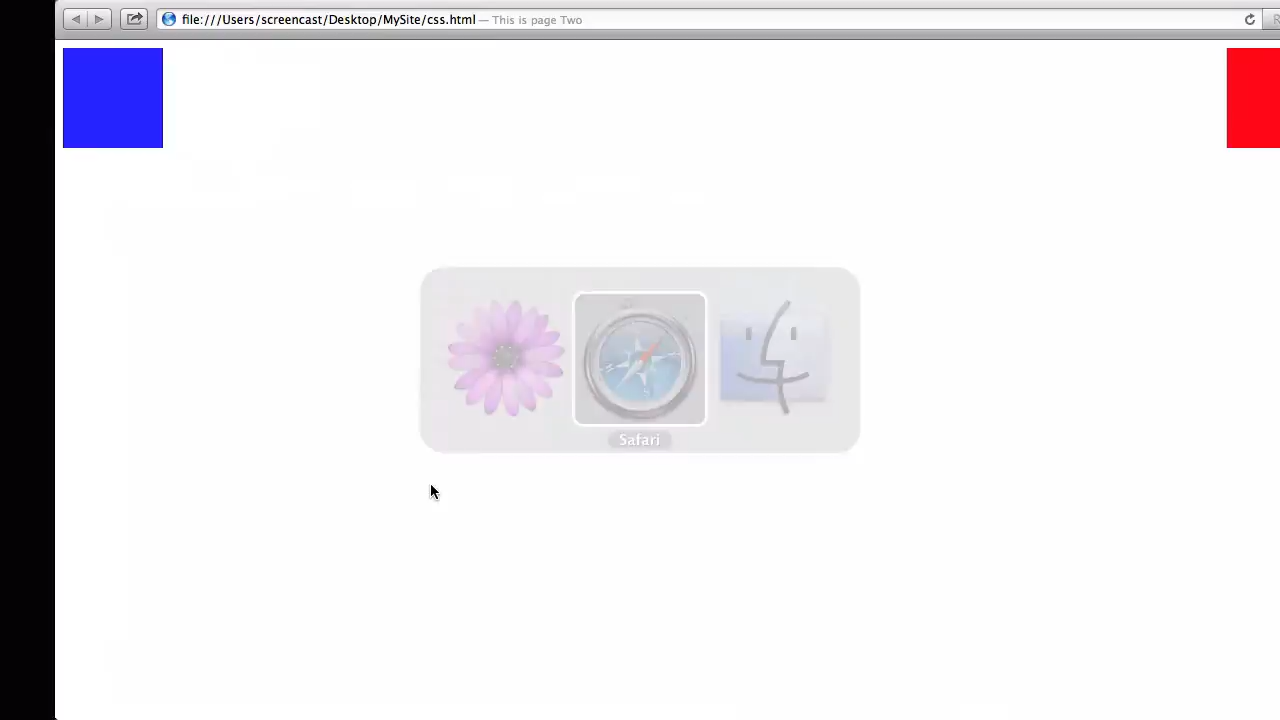 file:///Users/screencast/Desktop/MySite/css.html — This is page Two
Safari